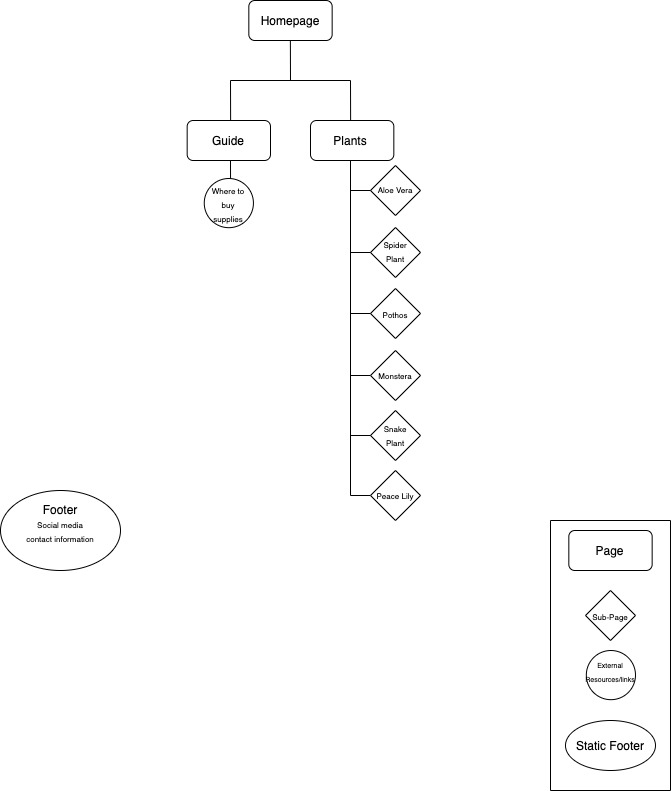 Homepage
Guide
Plants
Where to
buy
supplies
Aloe Vera
Spider
Plant
Pothos
Monstera
Snake
Plant
Peace Lily
Footer
Social media
contact information
Page
Sub-Page
External
Resources/links
Static Footer